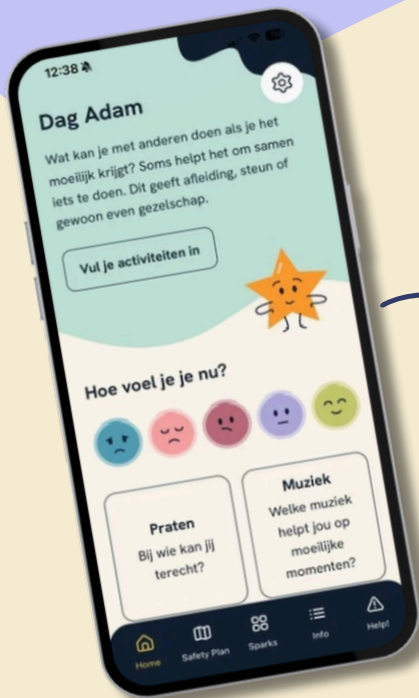 12:38
Dag Adam
Wat kan je met anderen doen als je het
moeilijk krijgt? Soms helpt het om samen
iets te doen. Dit geeft afleiding, steun of
gewoon even gezelschap.
Vul je activiteiten in
Hoe voel je je nu?
Praten
Bij wie kan jij
terecht?
Muziek
Welke muziek
helpt jou op
moeilijke
momenten?
Home
Safety Plan
Sparks
Info
Help!